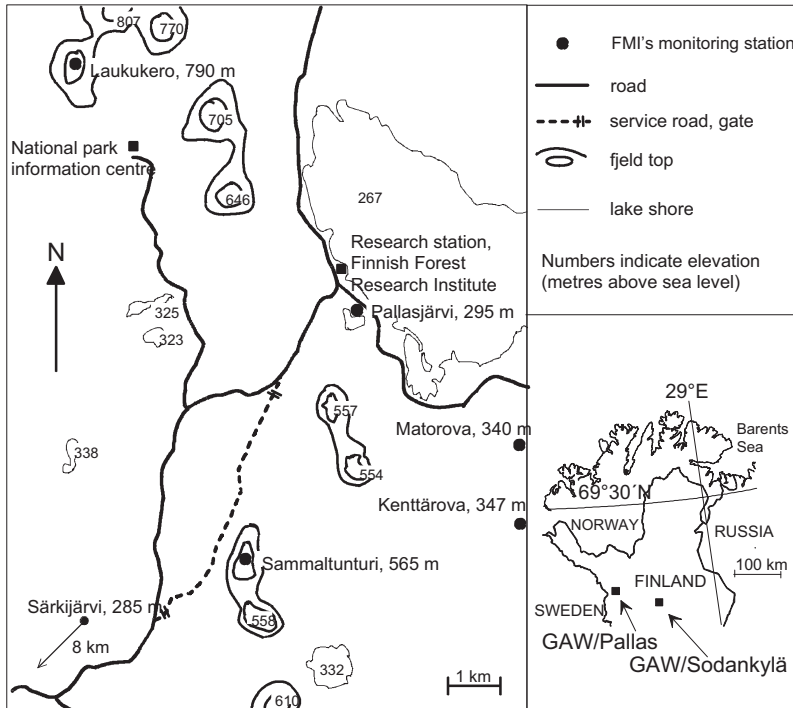 807
770
Laukukero, 790 m
705
National park
information centre
646
267
N
Research station,
Finnish Forest
Research Institute
325
Pallasjärvi, 295 m
323
557
338
Matorova, 340 m
554
Kenttärova, 347 m
Sammaltunturi, 565 m
Särkijärvi, 285 m
558
8 km
332
1 km
610
FMI's monitoring station
road
service road, gate
fjeld top
lake shore
Numbers indicate elevation
(metres above sea level)
29°E
Barents
Sea
69°30´N
NORWAY
RUSSIA
100 km
FINLAND
SWEDEN
GAW/Pallas
GAW/Sodankylä